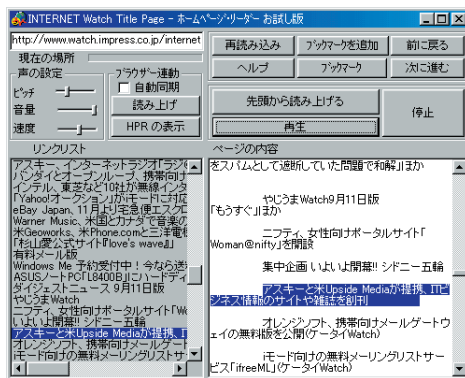 INTERNET Watch Title Page - ホームページ・リーダー お試し版
http://www.watch.impress.co.jp/internet
再読み込み
ブックマークを追加
前に戻る
現在の場所
ヘルプ
ブックマーク
次に進む
声の設定
ブラウザー連動
ピッチ
自動同期
音量
読み上げ
速度
HPR の表示
先頭から読み上げる
停止
再生
リンクリスト
アスキー、インターネットラジオ「ラジ
バンダイとオープンループ、携帯向け
インテル、東芝など10社が無線インタ
「Yahoo!オークション」がiモードに対応
eBay Japan、11月より宅急便エスクロ
Warner Music、米国とカナダで音楽の
米Geoworks、米Phone.comと三洋電機
「杉山愛公式サイト『love's wave』」
有料メール版
Windows Me 予約受付中！今なら送
ASUSノートPC「L8400B」にハードディ
ダイジェストニュース 9月11日版
やじうま Watch
ニフティ、女性向けポータルサイト「Wo
いよいよ開幕!! シドニー五輪
アスキーと米Upside Mediaが提携、IT
オレンジソフト、携帯向けメールゲート
iモード向けの無料メーリングリストサ
ページの内容
をスパムとして遮断していた問題で和解」ほか
やじうまWatch9月11日版
「もうすぐ」ほか
ニフティ、女性向けポータルサイト「
Woman@nifty」を開設
集中企画 いよいよ開幕!! シドニー五輪
アスキーと米Upside Mediaが提携、ITビ
ジネス情報のサイトや雑誌を創刊
オレンジソフト、携帯向けメールゲートウ
ェイの無料版を公開(ケータイWatch)
iモード向けの無料メーリングリストサー
ビス「ifreeML」(ケータイWatch)